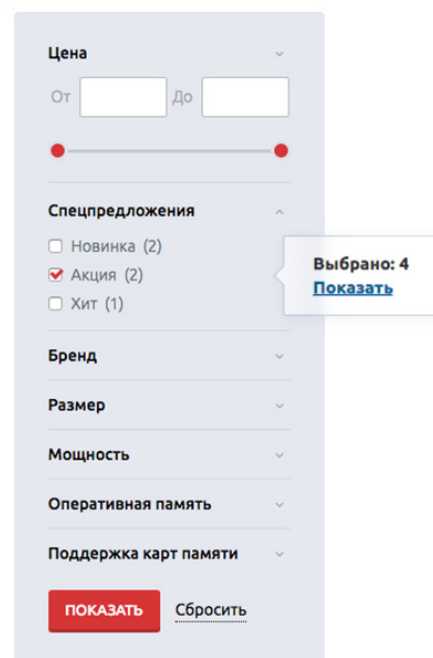 Цена
От До
Спецпредложения
Новинка (2)
Акция (2)
Хит (1)
Выбрано: 4
Показать
Бренд
Размер
Мощность
Оперативная память
Поддержка карт памяти
ПОКАЗАТЬ Сбросить